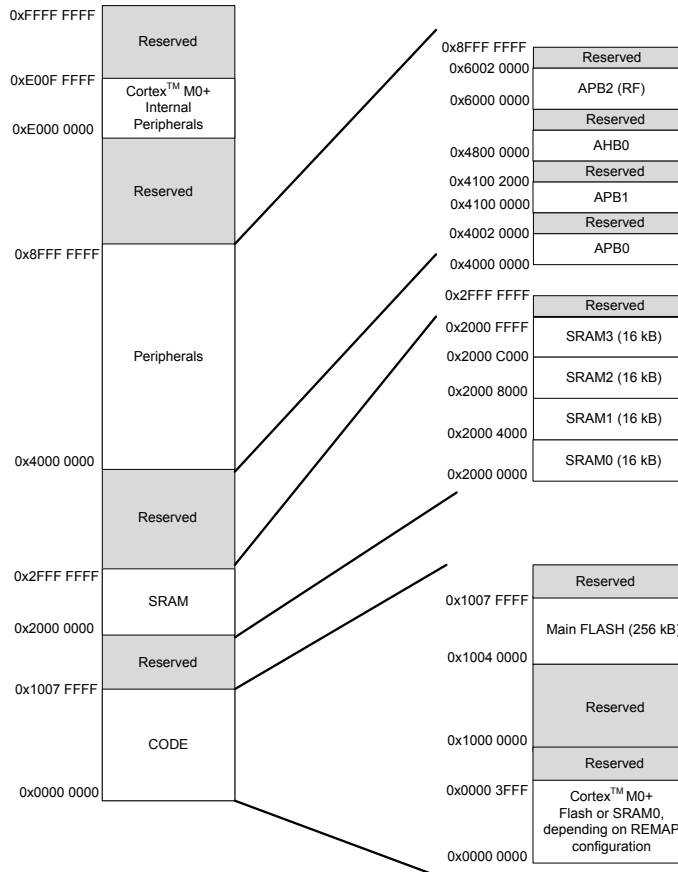 0xFFFF FFFF
Reserved
0xE00F FFFF
Cortex™ M0+
Internal
Peripherals
0xE000 0000
Reserved
0x8FFF FFFF
Peripherals
0x4000 0000
Reserved
0x2FFF FFFF
SRAM
0x2000 0000
Reserved
0x1007 FFFF
CODE
0x0000 0000
0x8FFF FFFF
Reserved
0x6002 0000
APB2 (RF)
0x6000 0000
Reserved
AHB0
0x4800 0000
Reserved
0x4100 2000
APB1
0x4100 0000
Reserved
0x4002 0000
APB0
0x4000 0000
0x2FFF FFFF
Reserved
0x2000 FFFF
SRAM3 (16 kB)
0x2000 C000
SRAM2 (16 kB)
0x2000 8000
SRAM1 (16 kB)
0x2000 4000
SRAM0 (16 kB)
0x2000 0000
Reserved
0x1007 FFFF
Main FLASH (256 kB)
0x1004 0000
Reserved
0x1000 0000
Reserved
0x0000 3FFF
Cortex™ M0+
Flash or SRAM0,
depending on REMAP
configuration
0x0000 0000